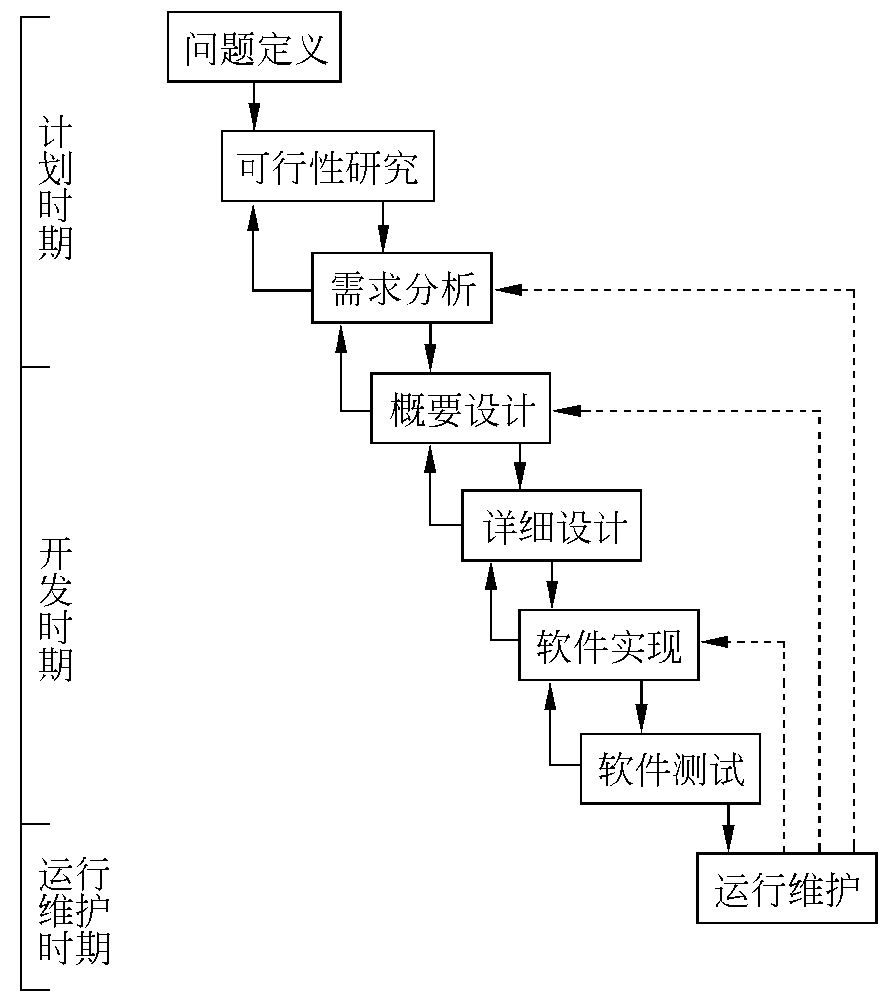 问题定义
可行性研究
需求分析
概要设计
详细设计
软件实现
软件测试
运行维护
计划时期
开发时期
运行
维护
时期